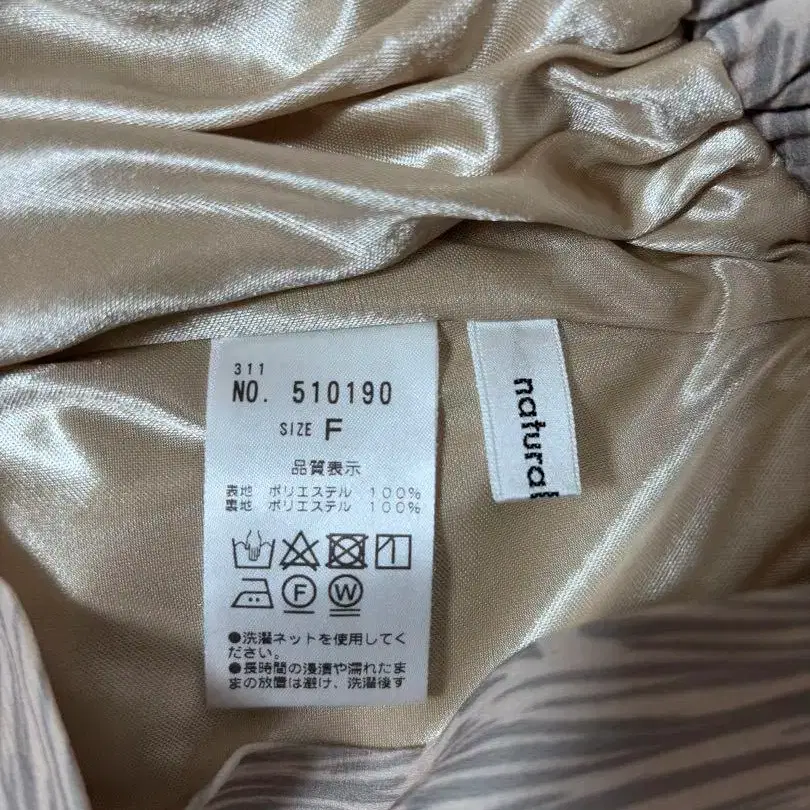 311
NO. 510190
SIZE F
品質表示
表地 ポリエステル 100%
裏地 ポリエステル 100%
F W
●洗濯ネットを使用してく
ださい。
●長時間の浸漬や濡れたま
まの放置は避け、洗濯後す
natural